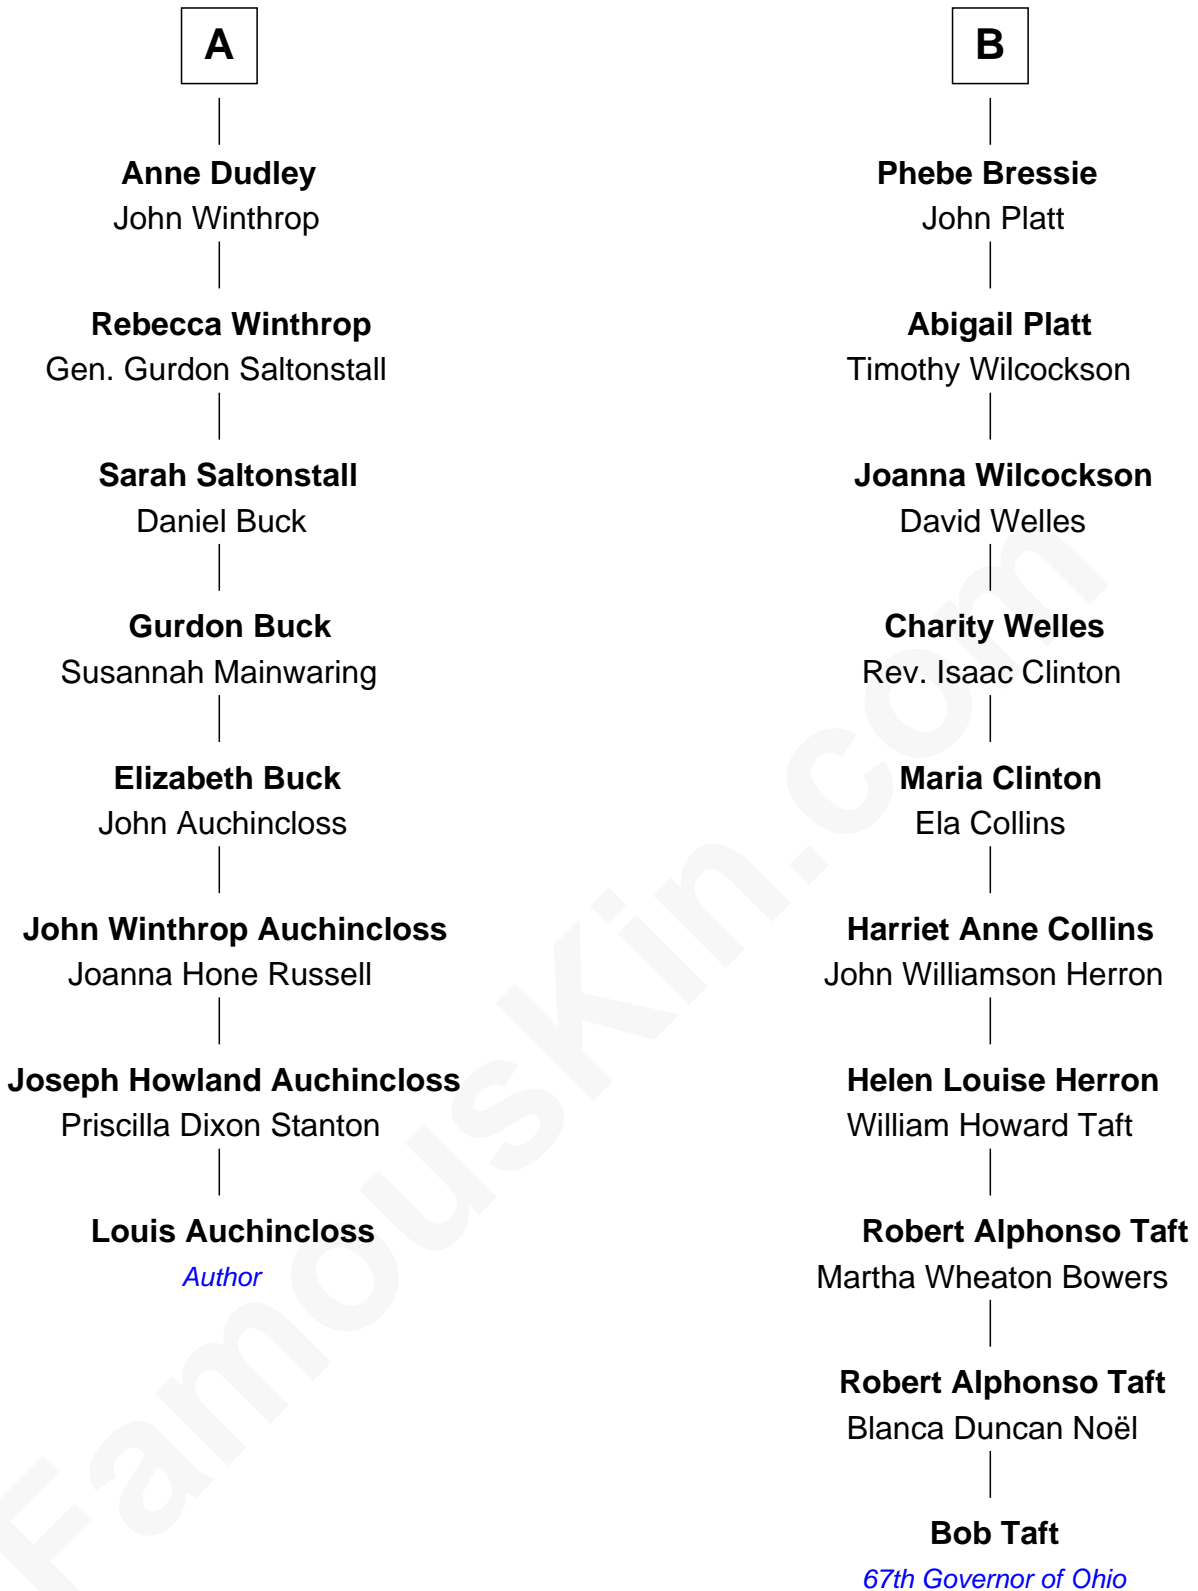 A
Anne Dudley
John Winthrop
Rebecca Winthrop
Gen. Gurdon Saltonstall
Sarah Saltonstall
Daniel Buck
Gurdon Buck
Susannah Mainwaring
Elizabeth Buck
John Auchincloss
John Winthrop Auchincloss
Joanna Hone Russell
Joseph Howland Auchincloss
Priscilla Dixon Stanton
Louis Auchincloss
Author
B
Phebe Bressie
John Platt
Abigail Platt
Timothy Wilcockson
Joanna Wilcockson
David Welles
Charity Welles
Rev. Isaac Clinton
Maria Clinton
Ela Collins
Harriet Anne Collins
John Williamson Herron
Helen Louise Herron
William Howard Taft
Robert Alphonso Taft
Martha Wheaton Bowers
Robert Alphonso Taft
Blanca Duncan Noël
Bob Taft
67th Governor of Ohio
FamousKin.com